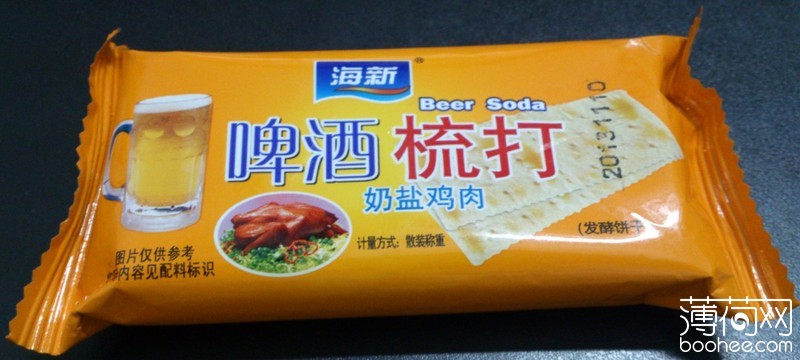 海新®
Beer Soda
啤酒 梳打
奶盐鸡肉
20131110
图片仅供参考
内容见配料标识
计量方式：散装称重
(发酵饼干
薄荷网
boohee.com